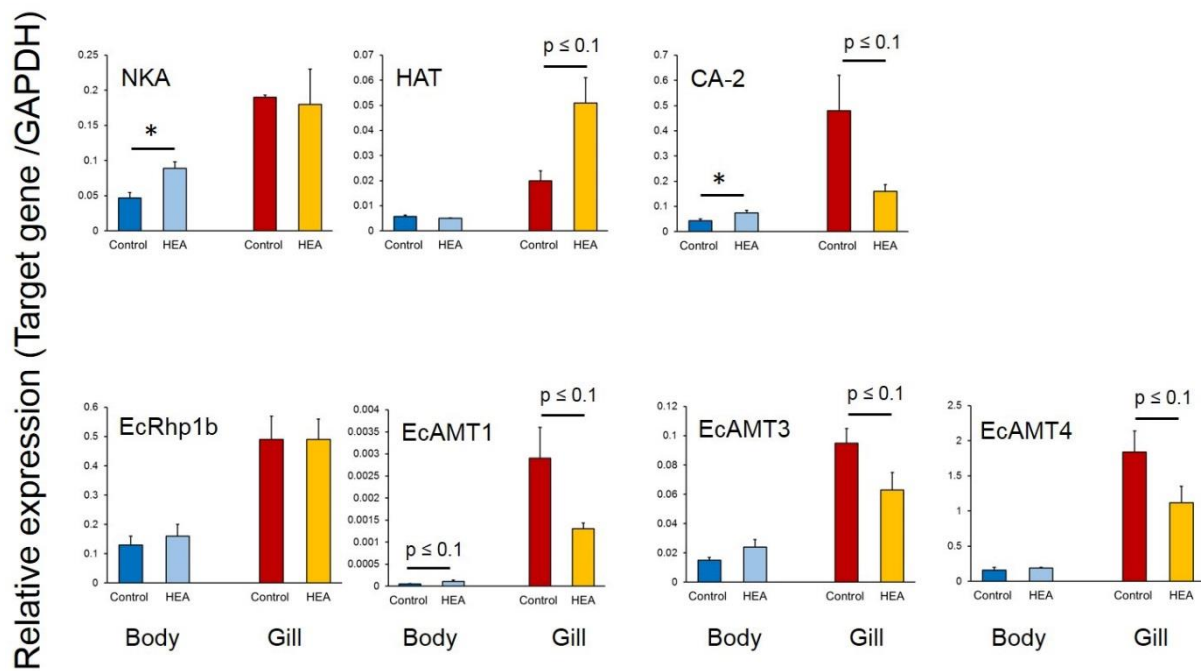 Relative expression (Target gene /GAPDH)
NKA
0.25
0.2
0.15
0.1
0.05
0
*
Control HEA Control HEA
HAT
p ≤ 0.1
0.07
0.06
0.05
0.04
0.03
0.02
0.01
0
Control HEA Control HEA
CA-2
p ≤ 0.1
0.7
0.6
0.5
0.4
0.3
0.2
0.1
0
*
Control HEA Control HEA
EcRhp1b
0.6
0.5
0.4
0.3
0.2
0.1
0
Control HEA Control HEA
Body Gill
EcAMT1
p ≤ 0.1
0.004
0.0035
0.003
0.0025
0.002
0.0015
0.001
0.0005
0
p ≤ 0.1
Control HEA Control HEA
Body Gill
EcAMT3
p ≤ 0.1
0.12
0.1
0.08
0.06
0.04
0.02
0
Control HEA Control HEA
Body Gill
EcAMT4
p ≤ 0.1
2.5
2
1.5
1
0.5
0
Control HEA Control HEA
Body Gill